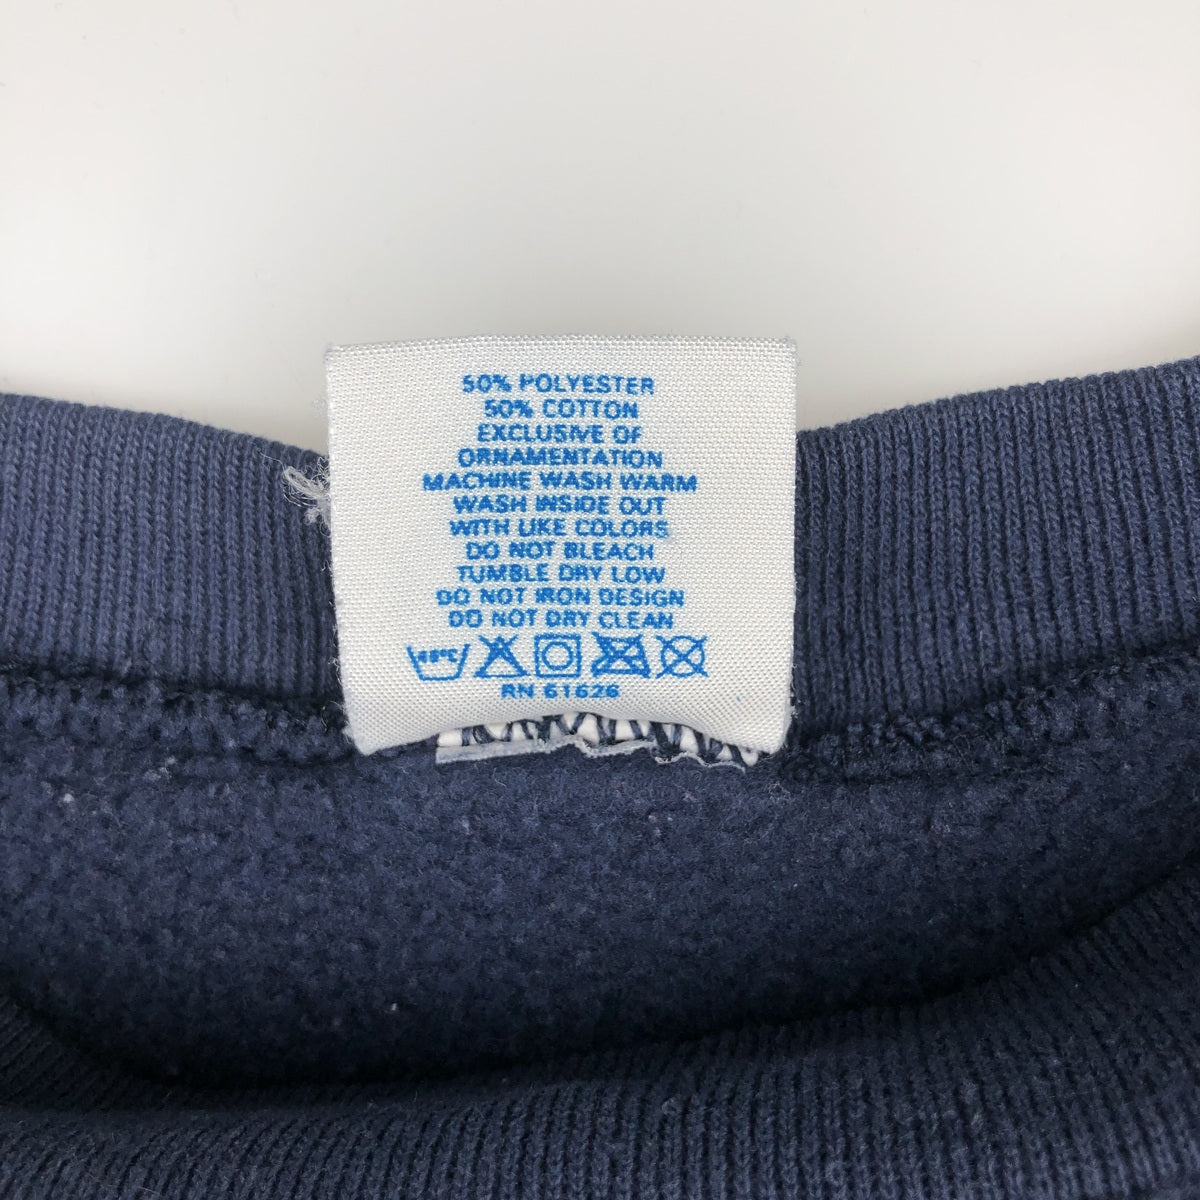 50% POLYESTER
50% COTTON
EXCLUSIVE OF
ORNAMENTATION
MACHINE WASH WARM
WASH INSIDE OUT
WITH LIKE COLORS
DO NOT BLEACH
TUMBLE DRY LOW
DO NOT IRON DESIGN
DO NOT DRY CLEAN
40°C
RN 61626